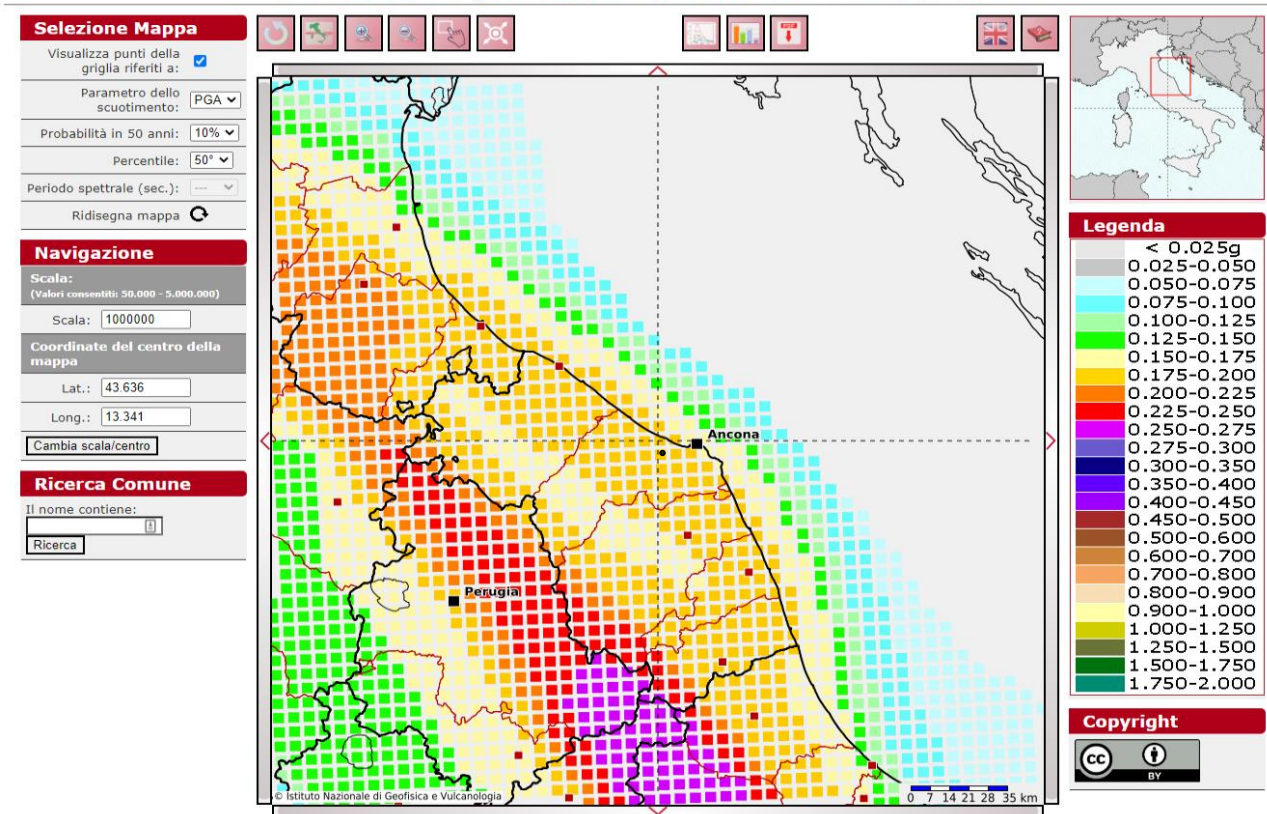 Selezione Mappa
Visualizza punti della
griglia riferiti a:
Parametro dello
scuotimento:
PGA
Probabilità in 50 anni:
10%
Percentile:
50°
Periodo spettrale (sec.):
---
Ridisegna mappa
Navigazione
Scala:
(Valori consentiti: 50.000 - 5.000.000)
Scala:
1000000
Coordinate del centro della
mappa
Lat.:
43.636
Long.:
13.341
Cambia scala/centro
Ricerca Comune
Il nome contiene:
Ricerca
Ancona
Perugia
© Istituto Nazionale di Geofisica e Vulcanologia
0 7 14 21 28 35 km
Legenda
< 0.025g
0.025-0.050
0.050-0.075
0.075-0.100
0.100-0.125
0.125-0.150
0.150-0.175
0.175-0.200
0.200-0.225
0.225-0.250
0.250-0.275
0.275-0.300
0.300-0.350
0.350-0.400
0.400-0.450
0.450-0.500
0.500-0.600
0.600-0.700
0.700-0.800
0.800-0.900
0.900-1.000
1.000-1.250
1.250-1.500
1.500-1.750
1.750-2.000
Copyright
cc
BY